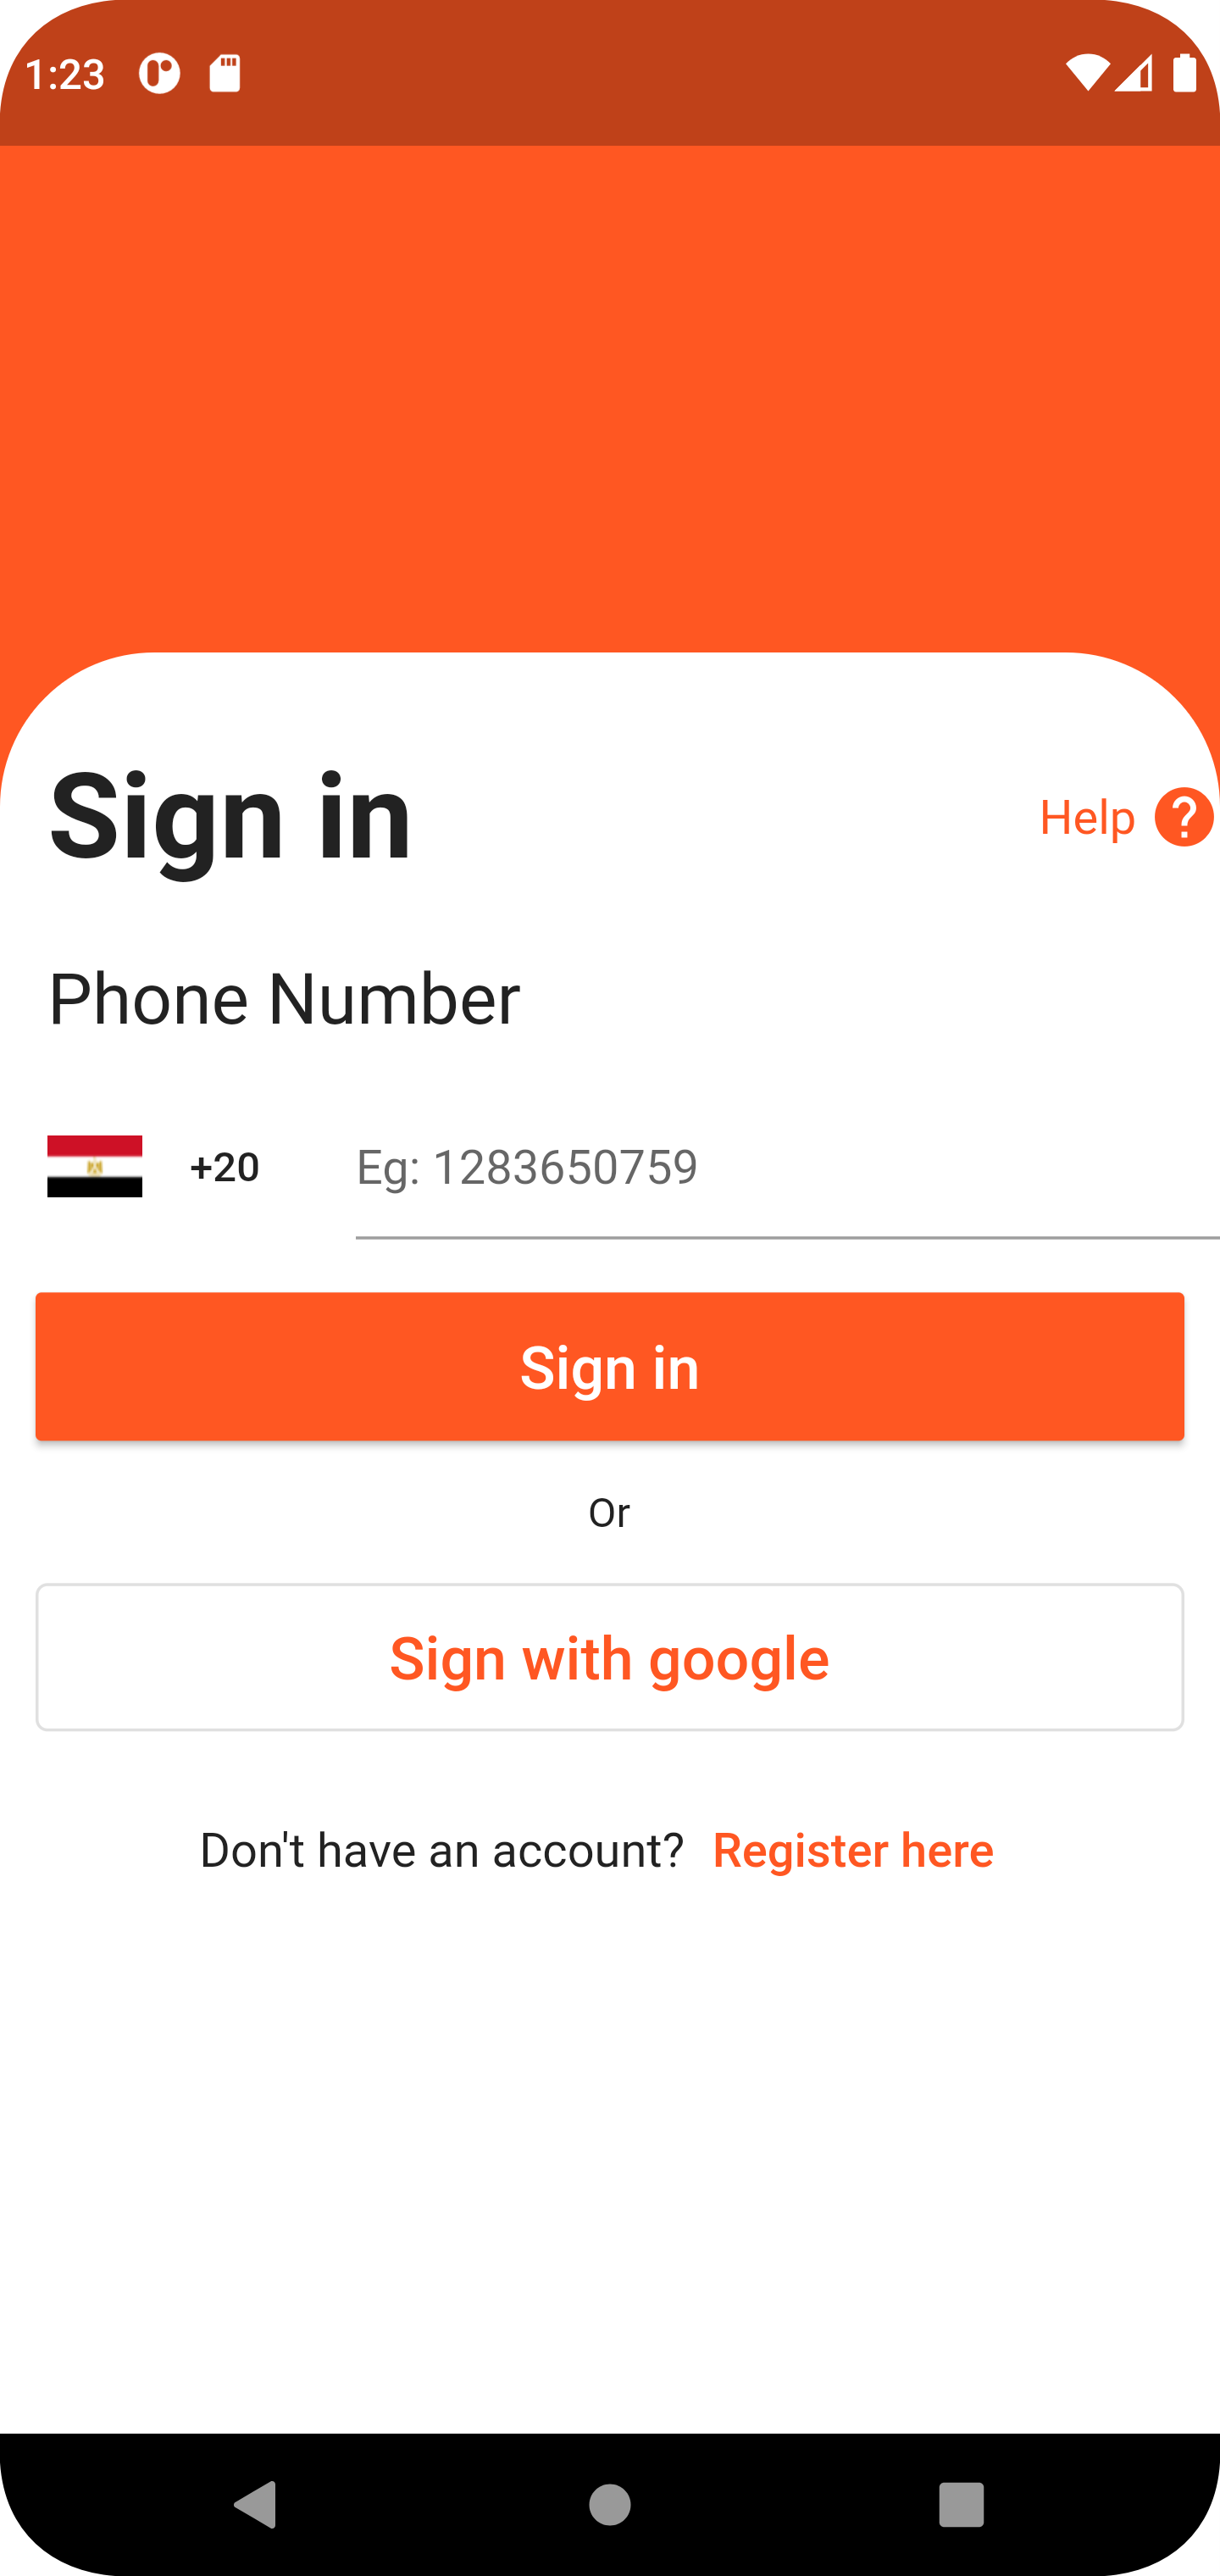 1:23
Sign in
Help
Phone Number
+20 Eg: 1283650759
Sign in
Or
Sign with google
Don't have an account? Register here